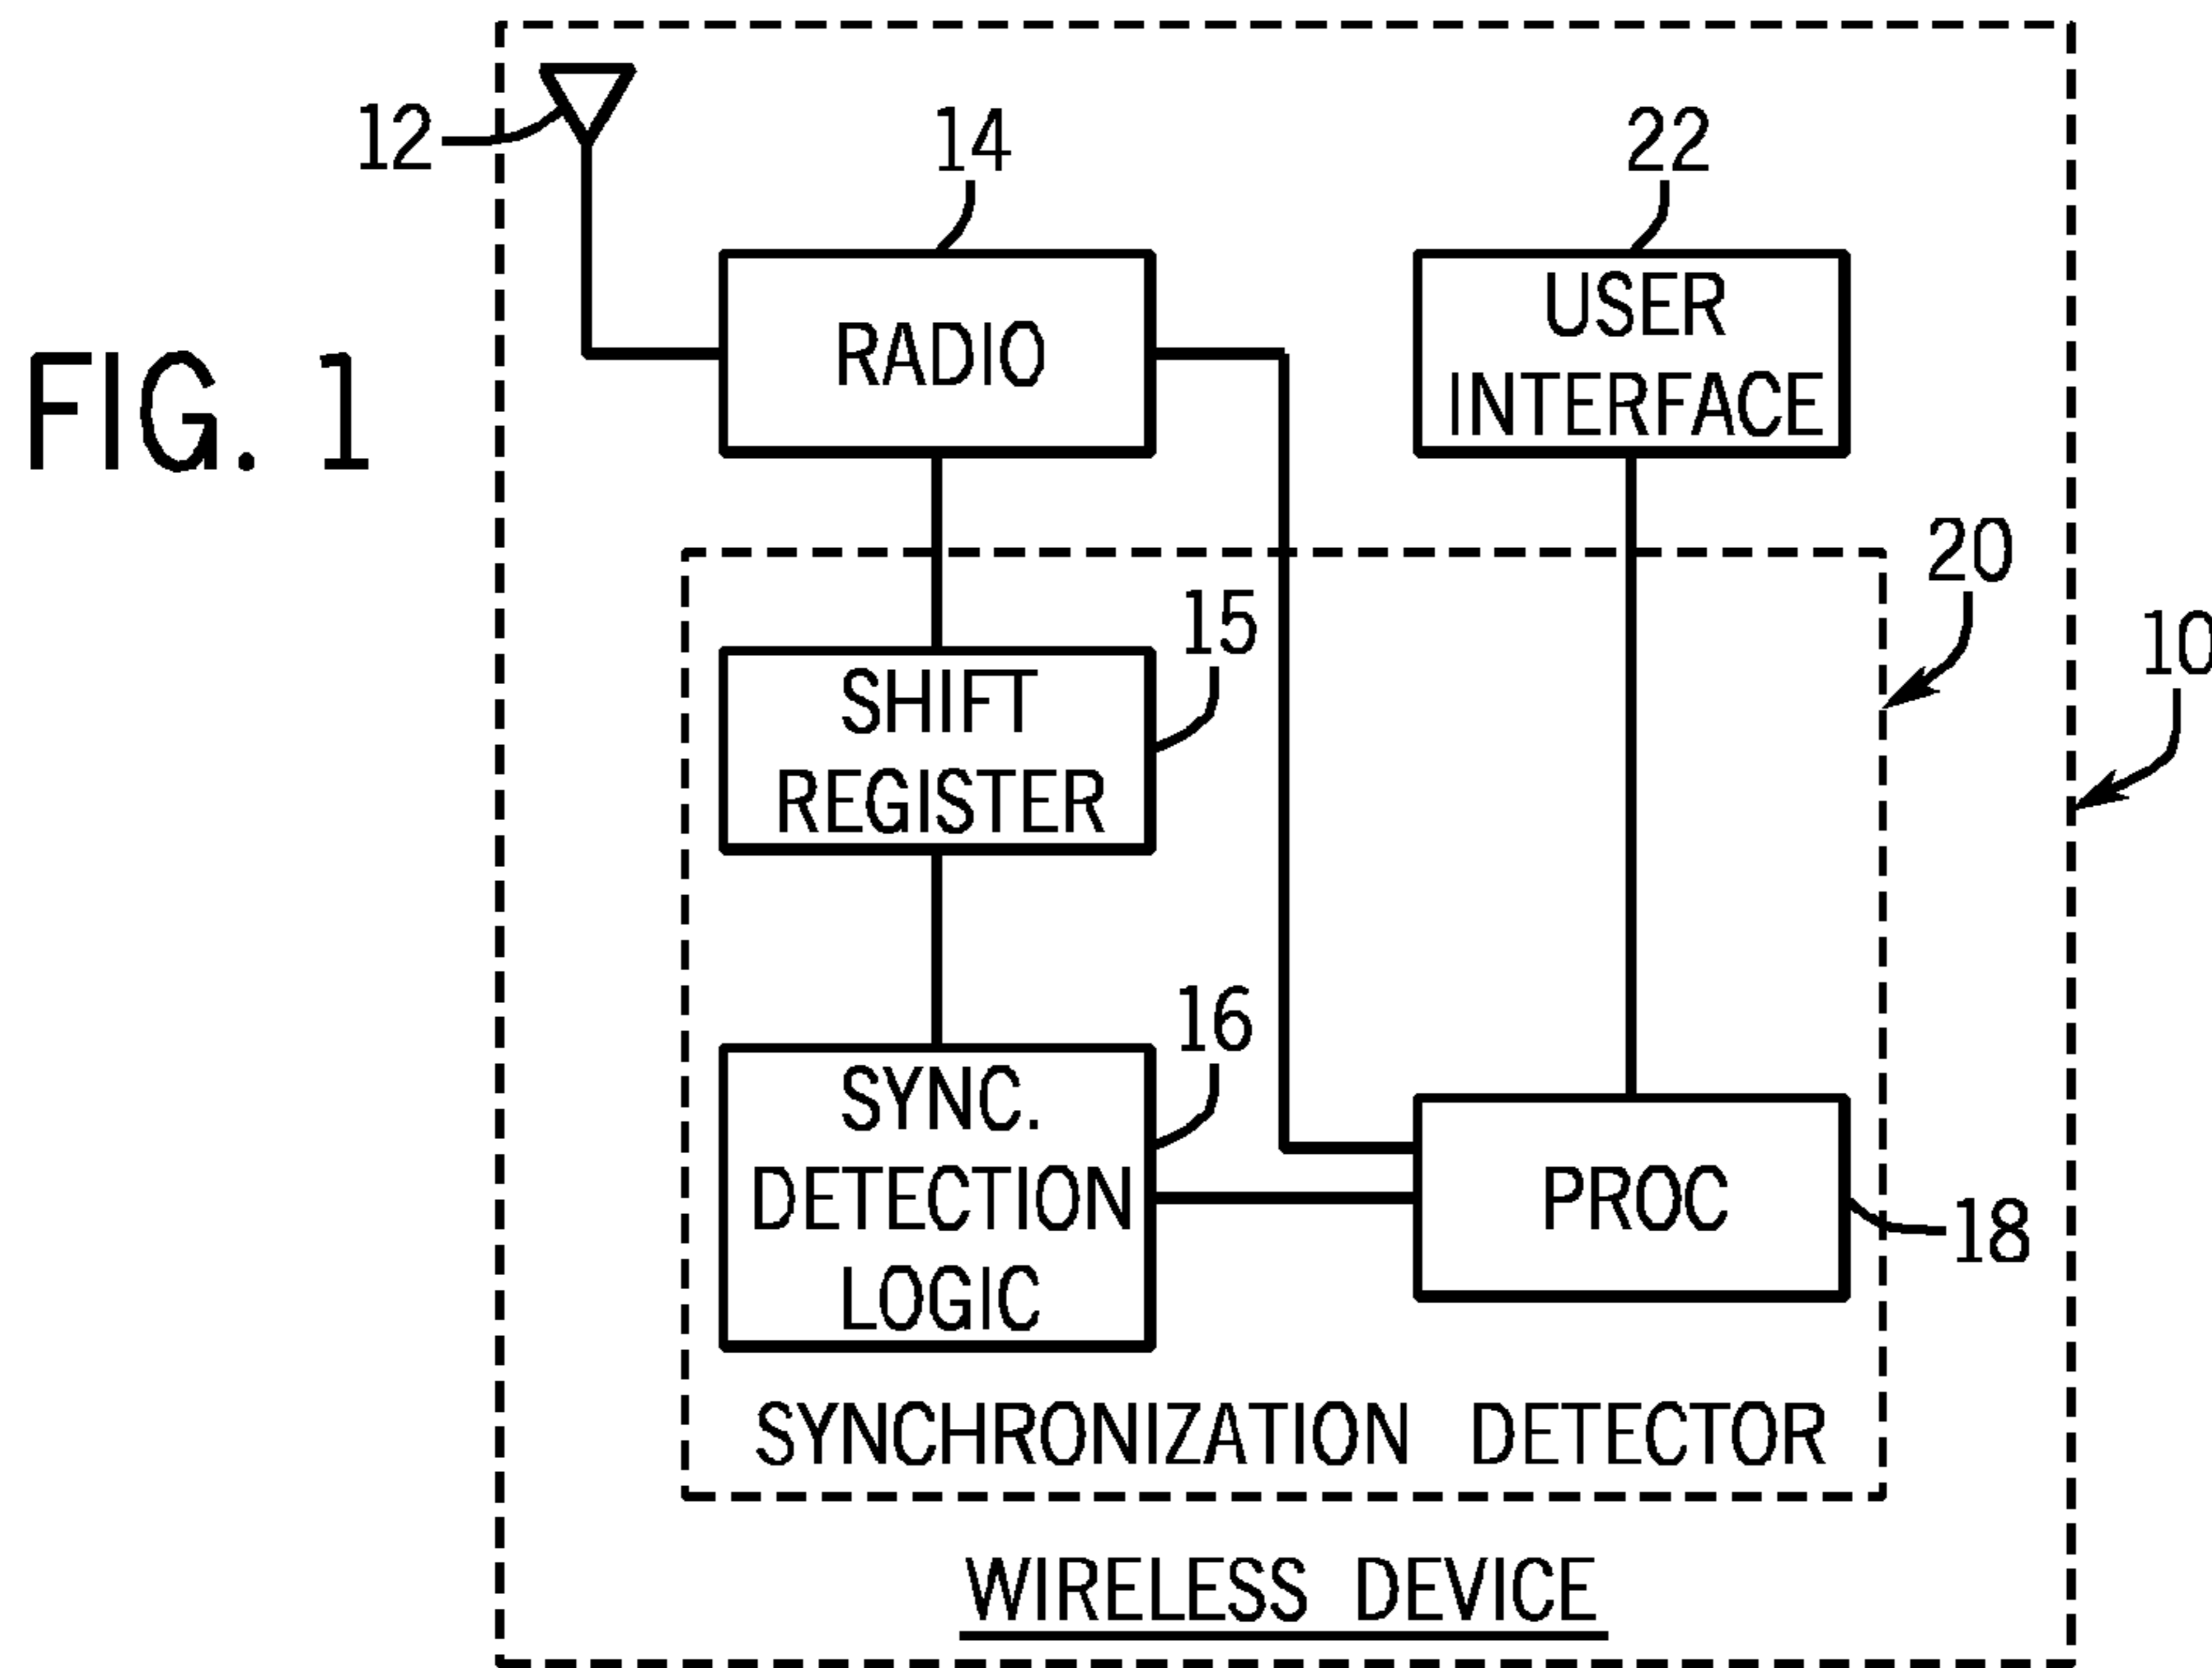 FIG. 1
12
14
22
RADIO
USER
INTERFACE
20
10
15
SHIFT
REGISTER
16
SYNC.
DETECTION
LOGIC
PROC
18
SYNCHRONIZATION DETECTOR
WIRELESS DEVICE